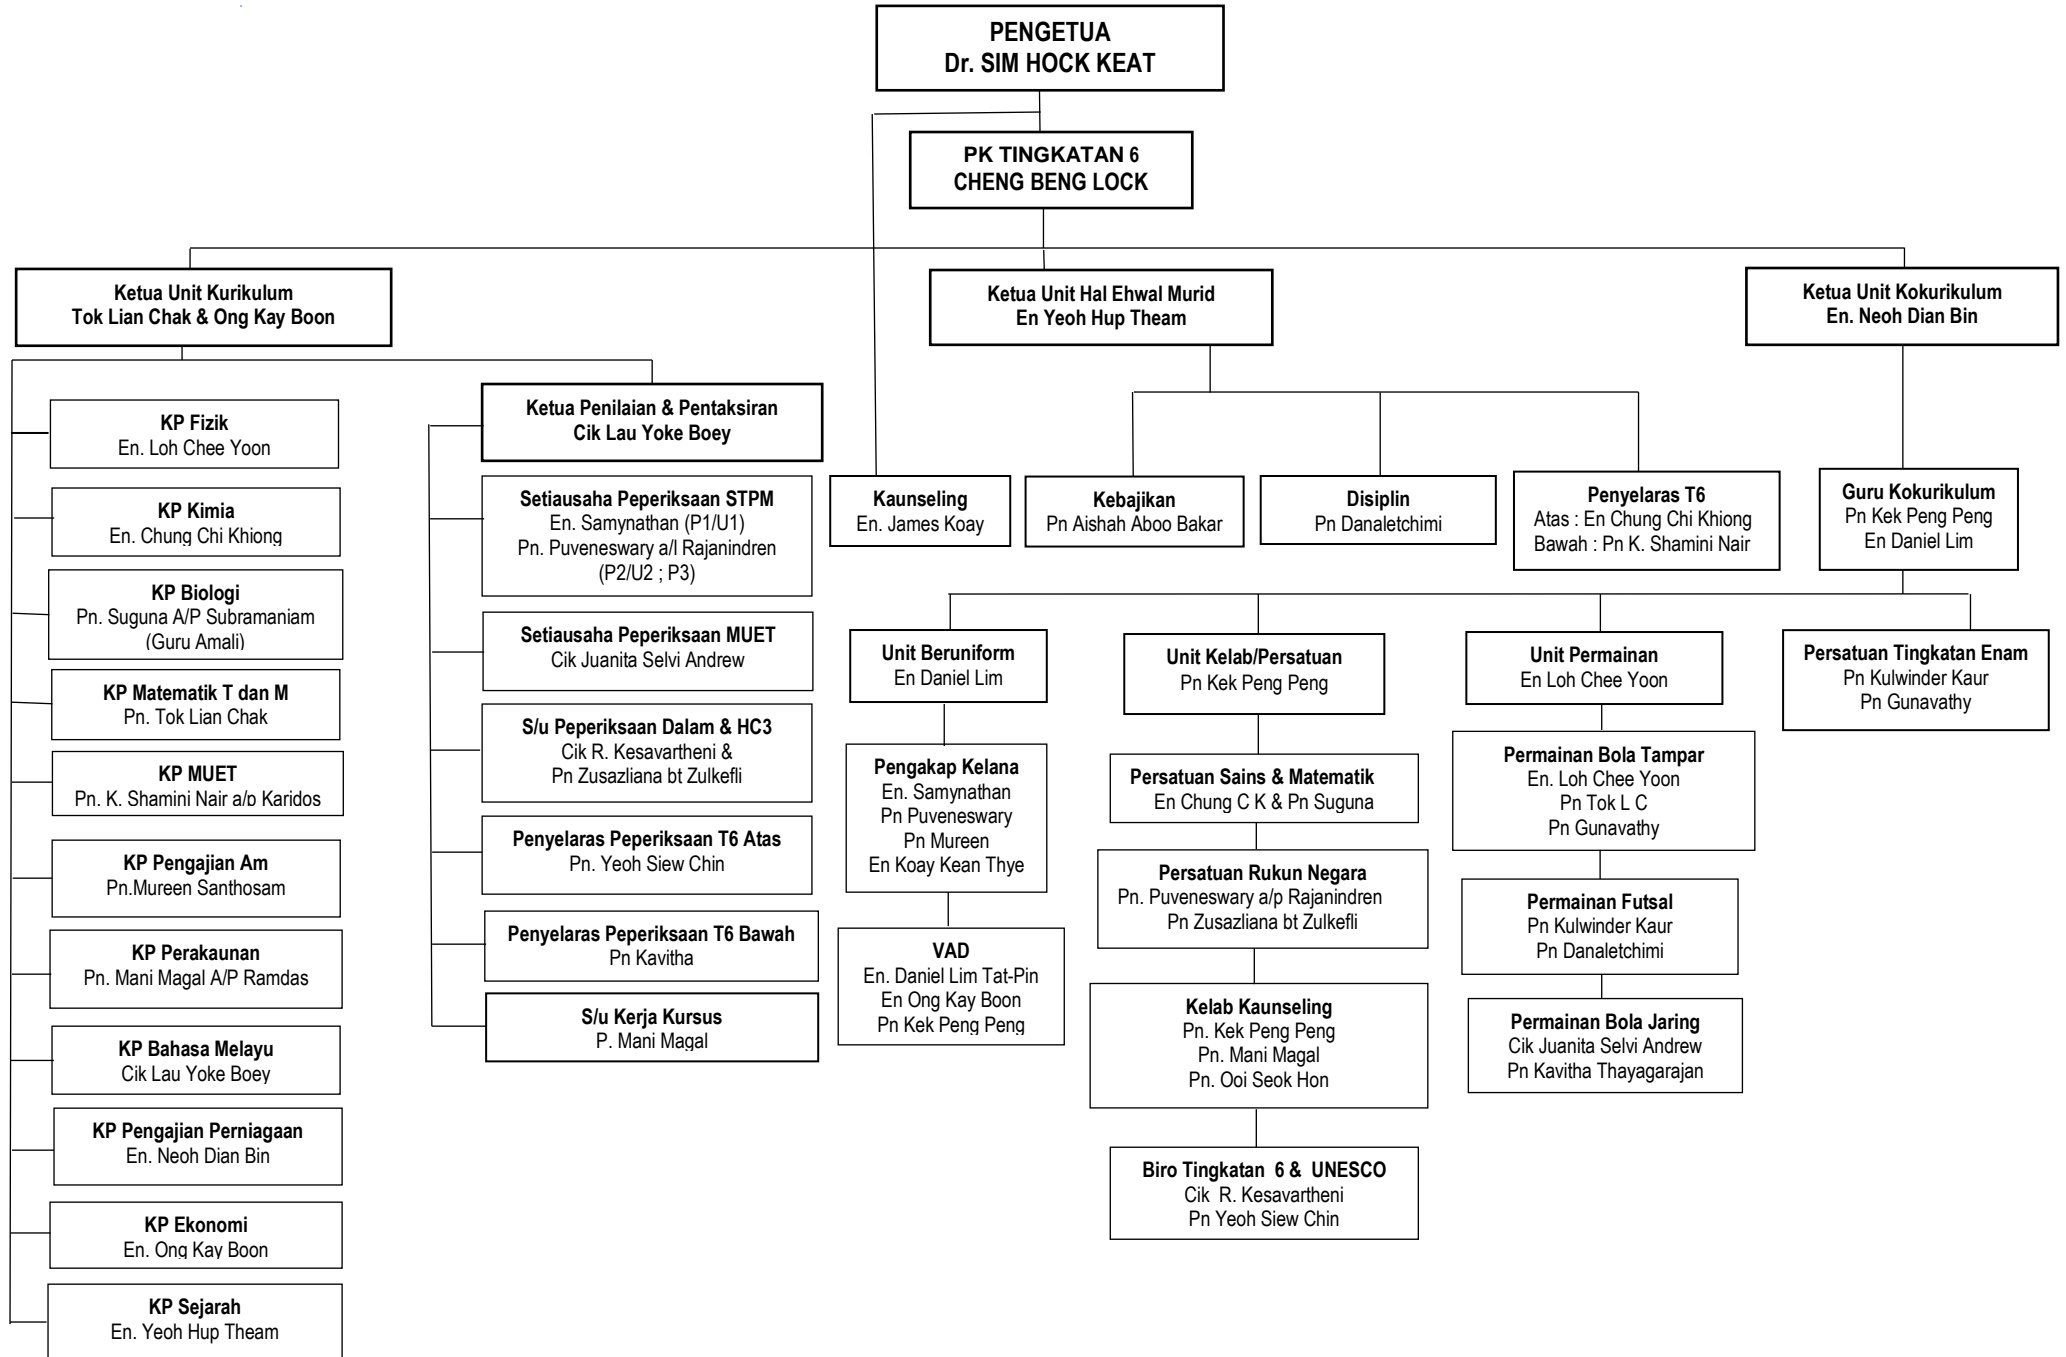 PENGETUA
Dr. SIM HOCK KEAT
PK TINGKATAN 6
CHENG BENG LOCK
Ketua Unit Kurikulum
Tok Lian Chak & Ong Kay Boon
Ketua Unit Hal Ehwal Murid
En Yeoh Hup Theam
Ketua Unit Kokurikulum
En. Neoh Dian Bin
KP Fizik
En. Loh Chee Yoon
KP Kimia
En. Chung Chi Khiong
KP Biologi
Pn. Suguna A/P Subramaniam
(Guru Amali)
KP Matematik T dan M
Pn. Tok Lian Chak
KP MUET
Pn. K. Shamini Nair a/p Karidos
KP Pengajian Am
Pn.Mureen Santhosam
KP Perakaunan
Pn. Mani Magal A/P Ramdas
KP Bahasa Melayu
Cik Lau Yoke Boey
KP Pengajian Perniagaan
En. Neoh Dian Bin
KP Ekonomi
En. Ong Kay Boon
KP Sejarah
En. Yeoh Hup Theam
Ketua Penilaian & Pentaksiran
Cik Lau Yoke Boey
Setiausaha Peperiksaan STPM
En. Samynathan (P1/U1)
Pn. Puveneswary a/l Rajanindren
(P2/U2 ; P3)
Setiausaha Peperiksaan MUET
Cik Juanita Selvi Andrew
S/u Peperiksaan Dalam & HC3
Cik R. Kesavartheni &
Pn Zusazliana bt Zulkefli
Penyelaras Peperiksaan T6 Atas
Pn. Yeoh Siew Chin
Penyelaras Peperiksaan T6 Bawah
Pn Kavitha
S/u Kerja Kursus
P. Mani Magal
Kaunseling
En. James Koay
Kebajikan
Pn Aishah Aboo Bakar
Disiplin
Pn Danaletchimi
Penyelaras T6
Atas : En Chung Chi Khiong
Bawah : Pn K. Shamini Nair
Guru Kokurikulum
Pn Kek Peng Peng
En Daniel Lim
Unit Beruniform
En Daniel Lim
Pengakap Kelana
En. Samynathan
Pn Puveneswary
Pn Mureen
En Koay Kean Thye
VAD
En. Daniel Lim Tat-Pin
En Ong Kay Boon
Pn Kek Peng Peng
Unit Kelab/Persatuan
Pn Kek Peng Peng
Persatuan Sains & Matematik
En Chung C K & Pn Suguna
Persatuan Rukun Negara
Pn. Puveneswary a/p Rajanindren
Pn Zusazliana bt Zulkefli
Kelab Kaunseling
Pn. Kek Peng Peng
Pn. Mani Magal
Pn. Ooi Seok Hon
Biro Tingkatan 6 & UNESCO
Cik R. Kesavartheni
Pn Yeoh Siew Chin
Unit Permainan
En Loh Chee Yoon
Permainan Bola Tampar
En. Loh Chee Yoon
Pn Tok L C
Pn Gunavathy
Permainan Futsal
Pn Kulwinder Kaur
Pn Danaletchimi
Permainan Bola Jaring
Cik Juanita Selvi Andrew
Pn Kavitha Thayagarajan
Persatuan Tingkatan Enam
Pn Kulwinder Kaur
Pn Gunavathy